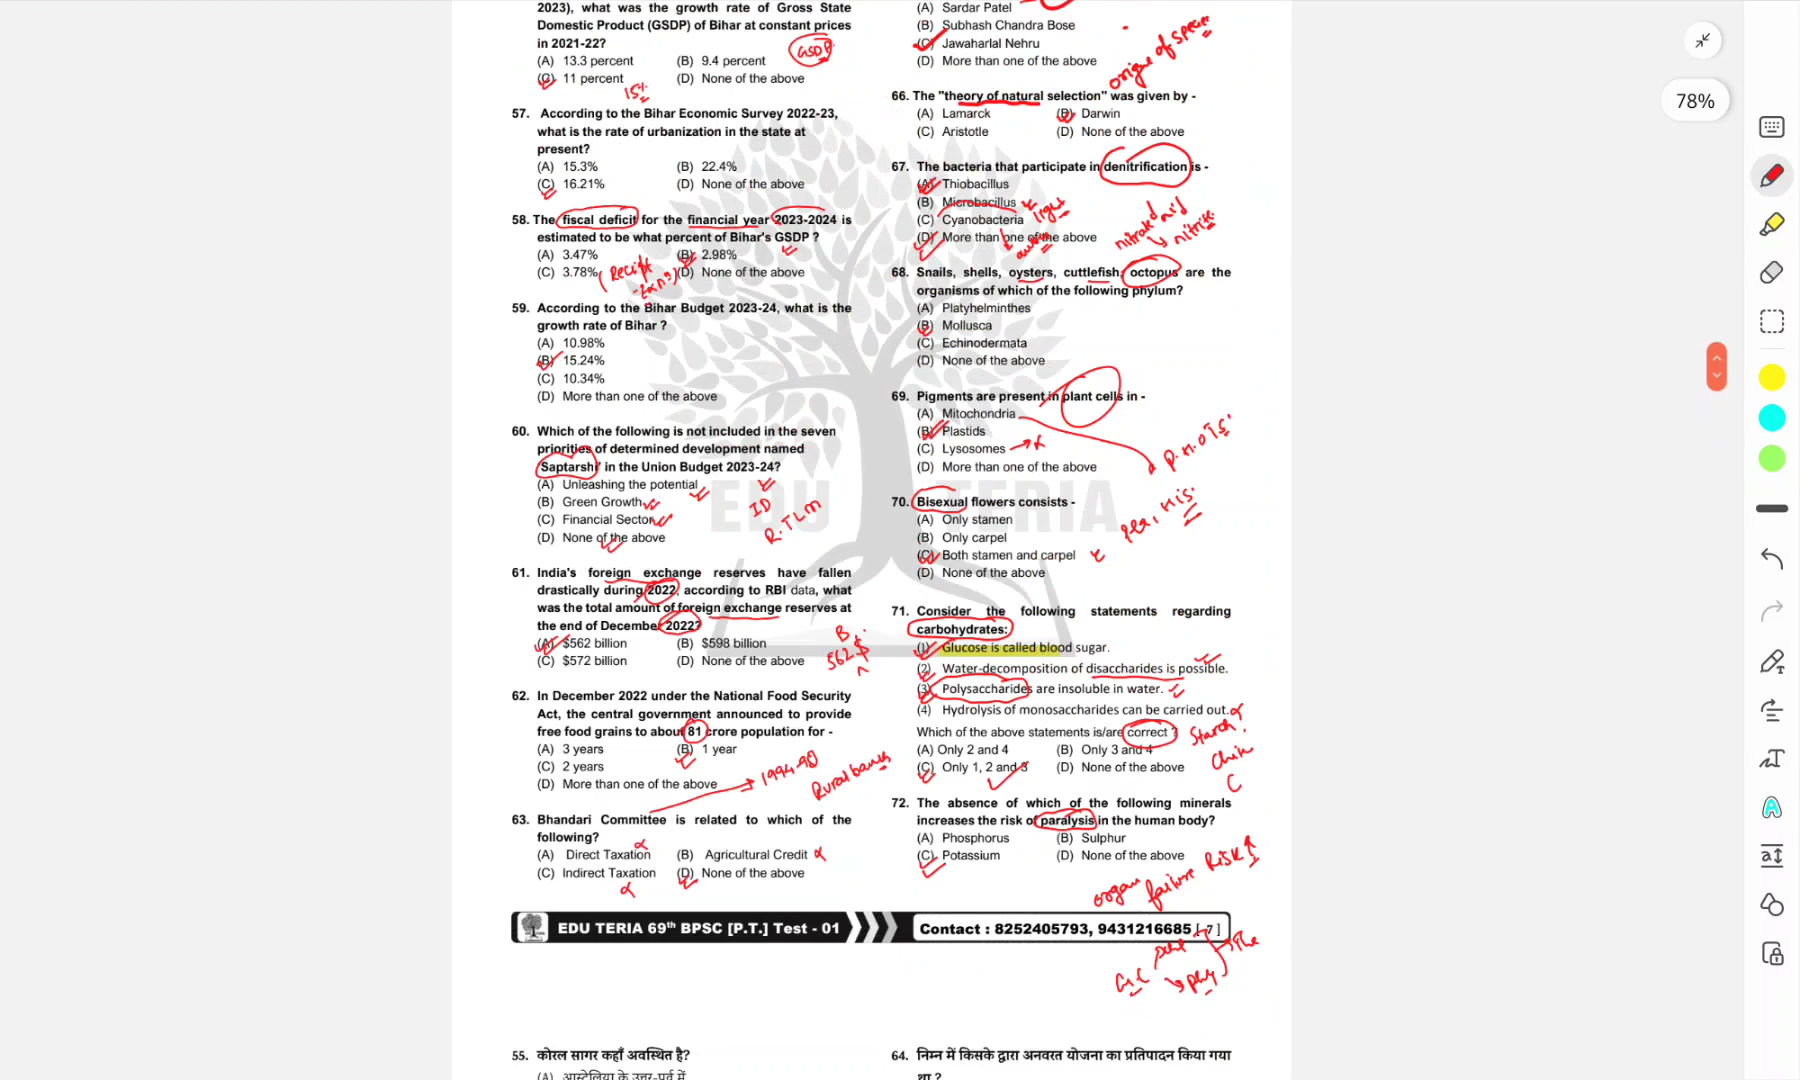 2023), what was the growth rate of Gross State
Domestic Product (GSDP) of Bihar at constant prices
in 2021-22?
(A) 13.3 percent (B) 9.4 percent
(C) 11 percent (D) None of the above
GSDP
15%
57. According to the Bihar Economic Survey 2022-23,
what is the rate of urbanization in the state at
present?
(A) 15.3% (B) 22.4%
(C) 16.21% (D) None of the above
58. The fiscal deficit for the financial year 2023-2024 is
estimated to be what percent of Bihar's GSDP ?
(A) 3.47% (B) 2.98%
(C) 3.78% (D) None of the above
59. According to the Bihar Budget 2023-24, what is the
growth rate of Bihar ?
(A) 10.98%
(B) 15.24%
(C) 10.34%
(D) More than one of the above
60. Which of the following is not included in the seven
priorities of determined development named
'Saptarshi' in the Union Budget 2023-24?
(A) Unleashing the potential
(B) Green Growth
(C) Financial Sector
(D) None of the above
ID
R.TLM
61. India's foreign exchange reserves have fallen
drastically during 2022, according to RBI data, what
was the total amount of foreign exchange reserves at
the end of December 2022?
(A) $562 billion (B) $598 billion
(C) $572 billion (D) None of the above
B
562 $
62. In December 2022 under the National Food Security
Act, the central government announced to provide
free food grains to about 81 crore population for -
(A) 3 years (B) 1 year
(C) 2 years
(D) More than one of the above
Rural banks
63. Bhandari Committee is related to which of the
following?
(A) Direct Taxation (B) Agricultural Credit
(C) Indirect Taxation (D) None of the above
(A) Sardar Patel
(B) Subhash Chandra Bose
(C) Jawaharlal Nehru
(D) More than one of the above
66. The "theory of natural selection" was given by -
(A) Lamarck (B) Darwin
(C) Aristotle (D) None of the above
67. The bacteria that participate in denitrification is -
(A) Thiobacillus
(B) Microbacillus
(C) Cyanobacteria
(D) More than one of the above
light
68. Snails, shells, oysters, cuttlefish, octopus are the
organisms of which of the following phylum?
(A) Platyhelminthes
(B) Mollusca
(C) Echinodermata
(D) None of the above
69. Pigments are present in plant cells in -
(A) Mitochondria
(B) Plastids
(C) Lysosomes
(D) More than one of the above
70. Bisexual flowers consists -
(A) Only stamen
(B) Only carpel
(C) Both stamen and carpel
(D) None of the above
71. Consider the following statements regarding
carbohydrates:
(1) Glucose is called blood sugar.
(2) Water-decomposition of disaccharides is possible.
(3) Polysaccharides are insoluble in water.
(4) Hydrolysis of monosaccharides can be carried out.
Which of the above statements is/are correct ?
(A) Only 2 and 4 (B) Only 3 and 4
(C) Only 1, 2 and 3 (D) None of the above
Starch
72. The absence of which of the following minerals
increases the risk of paralysis in the human body?
(A) Phosphorus (B) Sulphur
(C) Potassium (D) None of the above
organ failure Risk
EDU TERIA
EDU TERIA 69th BPSC [P.T.] Test - 01
Contact : 8252405793, 9431216685 [ 7 ]
55. कोरल सागर कहाँ अवस्थित है?
(A) आस्ट्रेलिया के उत्तर-पूर्व में
64. निम्न में किसके द्वारा अनवरत योजना का प्रतिपादन किया गया
था ?
78%